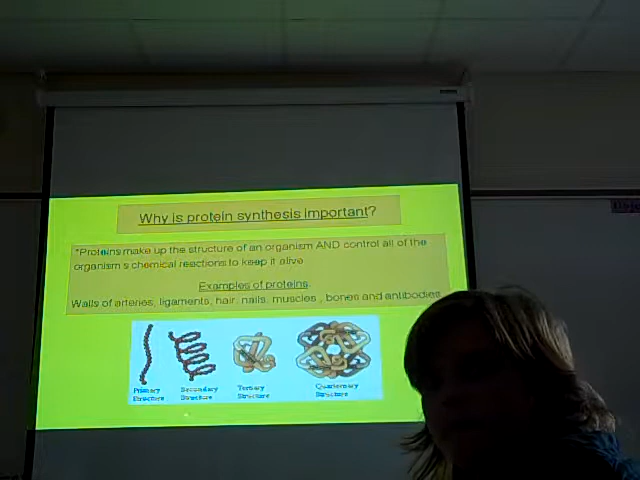 Why is protein synthesis important?
*Proteins make up the structure of an organism AND control all of the
organism's chemical reactions to keep it alive
Examples of proteins
Walls of arteries, ligaments, hair, nails, muscles , bones and antibodies
Primary Structure
Secondary Structure
Structure
Quarternary Structure